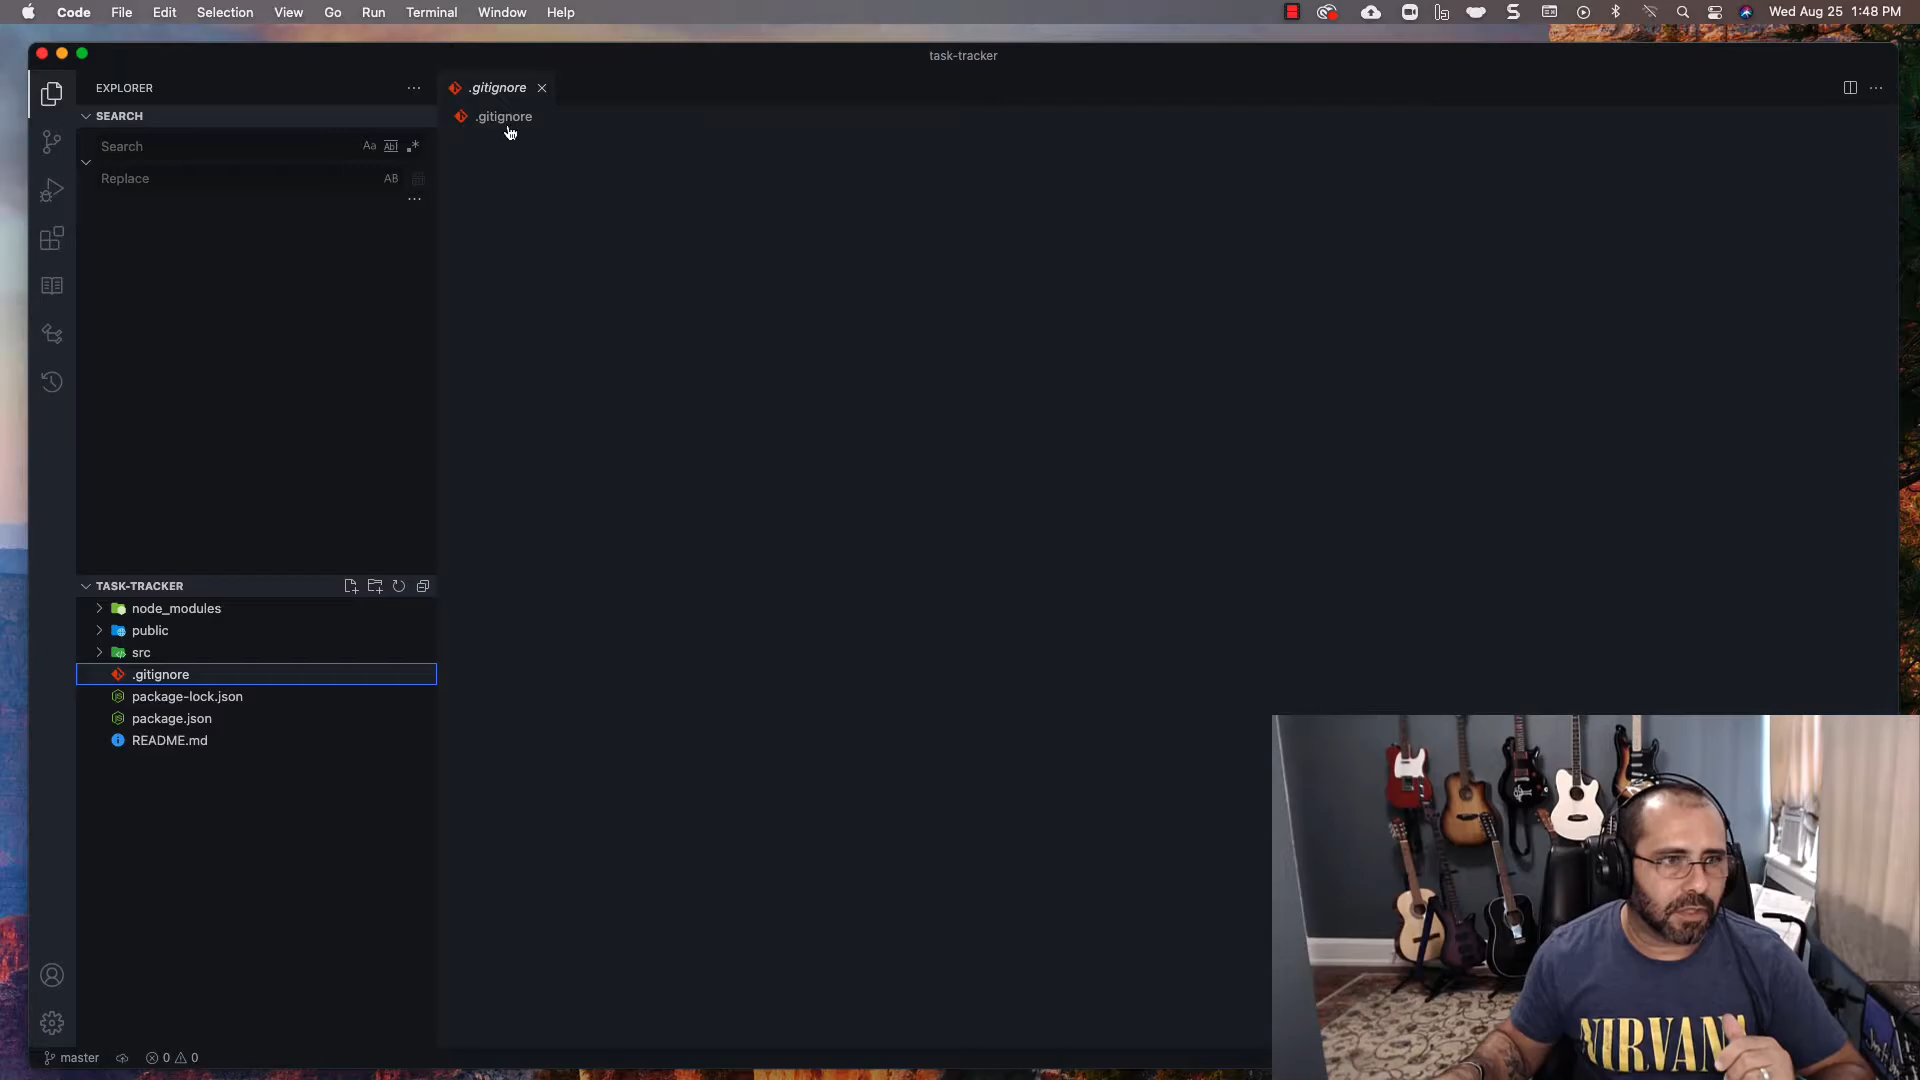 Code File Edit Selection View Go Run Terminal Window Help Wed Aug 25 1:48 PM
task-tracker
EXPLORER
.gitignore
SEARCH
.gitignore
Search Aa Abl
Replace AB
TASK-TRACKER
node_modules
public
src
.gitignore
package-lock.json
package.json
README.md
master 0 0
NIRVAN